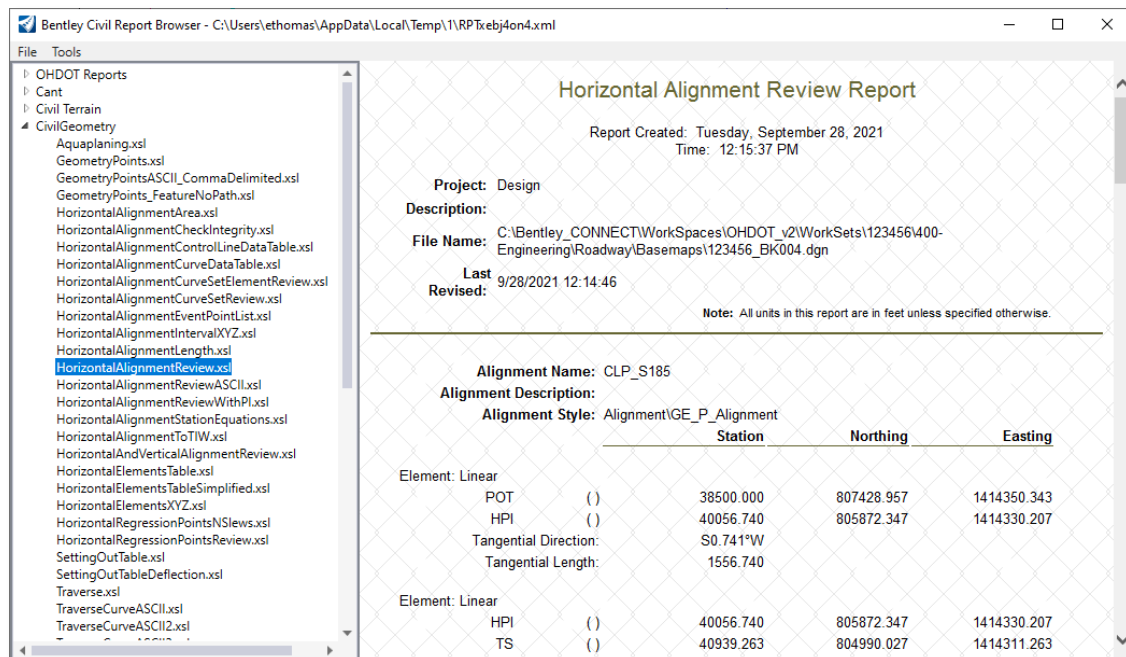 Bentley Civil Report Browser - C:\Users\ethomas\AppData\Local\Temp\1\RPTxebj4on4.xml
File Tools
OHDOT Reports
Cant
Civil Terrain
CivilGeometry
Aquaplaning.xsl
GeometryPoints.xsl
GeometryPointsASCII_CommaDelimited.xsl
GeometryPoints_FeatureNoPath.xsl
HorizontalAlignmentArea.xsl
HorizontalAlignmentCheckIntegrity.xsl
HorizontalAlignmentControlLineDataTable.xsl
HorizontalAlignmentCurveDataTable.xsl
HorizontalAlignmentCurveSetElementReview.xsl
HorizontalAlignmentCurveSetReview.xsl
HorizontalAlignmentEventPointList.xsl
HorizontalAlignmentIntervalXYZ.xsl
HorizontalAlignmentLength.xsl
HorizontalAlignmentReview.xsl
HorizontalAlignmentReviewASCII.xsl
HorizontalAlignmentReviewWithPI.xsl
HorizontalAlignmentStationEquations.xsl
HorizontalAlignmentToTIW.xsl
HorizontalAndVerticalAlignmentReview.xsl
HorizontalElementsTable.xsl
HorizontalElementsTableSimplified.xsl
HorizontalElementsXYZ.xsl
HorizontalRegressionPointsNSlews.xsl
HorizontalRegressionPointsReview.xsl
SettingOutTable.xsl
SettingOutTableDeflection.xsl
Traverse.xsl
TraverseCurveASCII.xsl
TraverseCurveASCII2.xsl
Horizontal Alignment Review Report
Report Created: Tuesday, September 28, 2021
Time: 12:15:37 PM
Project: Design
Description:
File Name: C:\Bentley_CONNECT\WorkSpaces\OHDOT_v2\WorkSets\123456\400-
Engineering\Roadway\Basemaps\123456_BK004.dgn
Last
Revised: 9/28/2021 12:14:46
Note: All units in this report are in feet unless specified otherwise.
Alignment Name: CLP_S185
Alignment Description:
Alignment Style: Alignment\GE_P_Alignment
Station Northing Easting
Element: Linear
POT ( ) 38500.000 807428.957 1414350.343
HPI ( ) 40056.740 805872.347 1414330.207
Tangential Direction: S0.741°W
Tangential Length: 1556.740
Element: Linear
HPI ( ) 40056.740 805872.347 1414330.207
TS ( ) 40939.263 804990.027 1414311.263